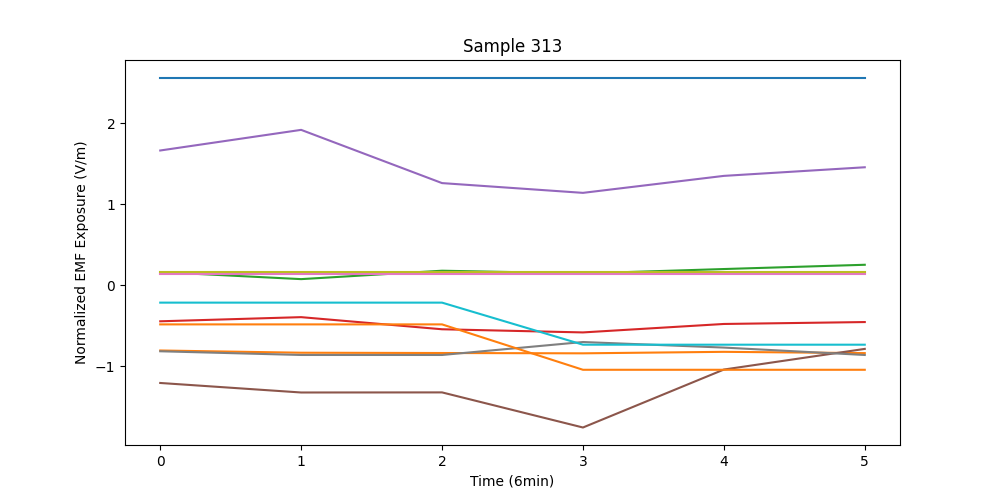 Sample 313
Normalized EMF Exposure (V/m)
2
1
0
−1
0 1 2 3 4 5
Time (6min)